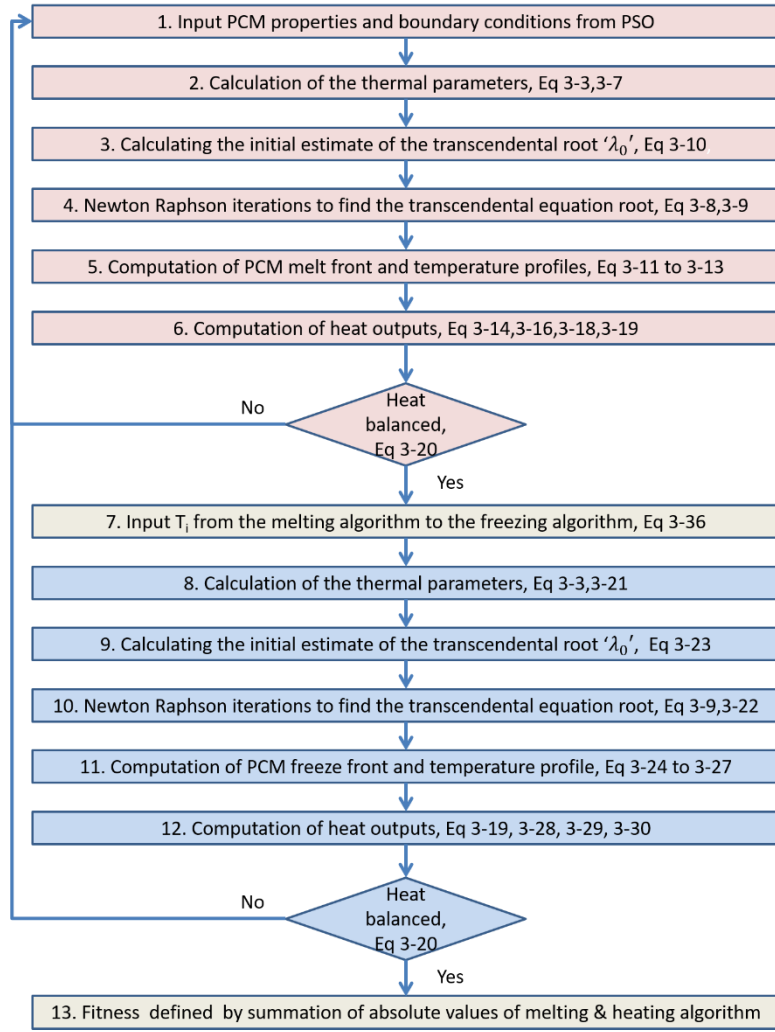 1. Input PCM properties and boundary conditions from PSO
2. Calculation of the thermal parameters, Eq 3-3,3-7
3. Calculating the initial estimate of the transcendental root ‘λ₀’, Eq 3-10,
4. Newton Raphson iterations to find the transcendental equation root, Eq 3-8,3-9
5. Computation of PCM melt front and temperature profiles, Eq 3-11 to 3-13
6. Computation of heat outputs, Eq 3-14,3-16,3-18,3-19
No
Heat
balanced,
Eq 3-20
Yes
7. Input Tᵢ from the melting algorithm to the freezing algorithm, Eq 3-36
8. Calculation of the thermal parameters, Eq 3-3,3-21
9. Calculating the initial estimate of the transcendental root ‘λ₀’, Eq 3-23
10. Newton Raphson iterations to find the transcendental equation root, Eq 3-9,3-22
11. Computation of PCM freeze front and temperature profile, Eq 3-24 to 3-27
12. Computation of heat outputs, Eq 3-19, 3-28, 3-29, 3-30
No
Heat
balanced,
Eq 3-20
Yes
13. Fitness defined by summation of absolute values of melting & heating algorithm